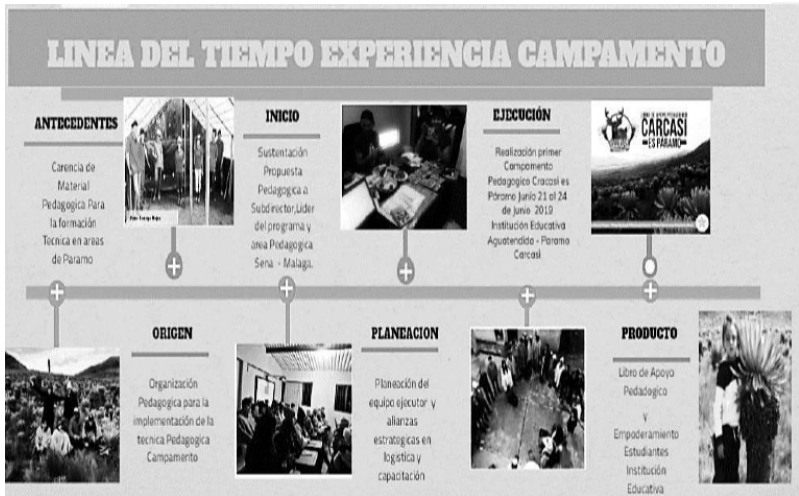 LINEA DEL TIEMPO EXPERIENCIA CAMPAMENTO
ANTECEDENTES
Carencia de
Material
Pedagogica Para
la formación
Tecnica en areas
de Paramo
INICIO
Sustentación
Propuesta
Pedagogica a
Subdirector,Lider
del programa y
area Pedagogica
Sena - Malaga.
EJECUCIÓN
Realización primer
Campamento
Pedagogico Cracasi es
Páramo Junio 21 al 24
de junio 2019
Institución Educativa
Aguatendida - Paramo
Carcasi
CARCASI
ES PARAMO
ORIGEN
Organización
Pedagogica para la
implementación de la
tecnica Pedagogica
Campamento
PLANEACION
Planeación del
equipo ejecutor y
alianzas
estrategicas en
logistica y
capacitación
PRODUCTO
Libro de Apoyo
Pedadogico
y
Empoderamiento
Estudiantes
Institución
Educativa